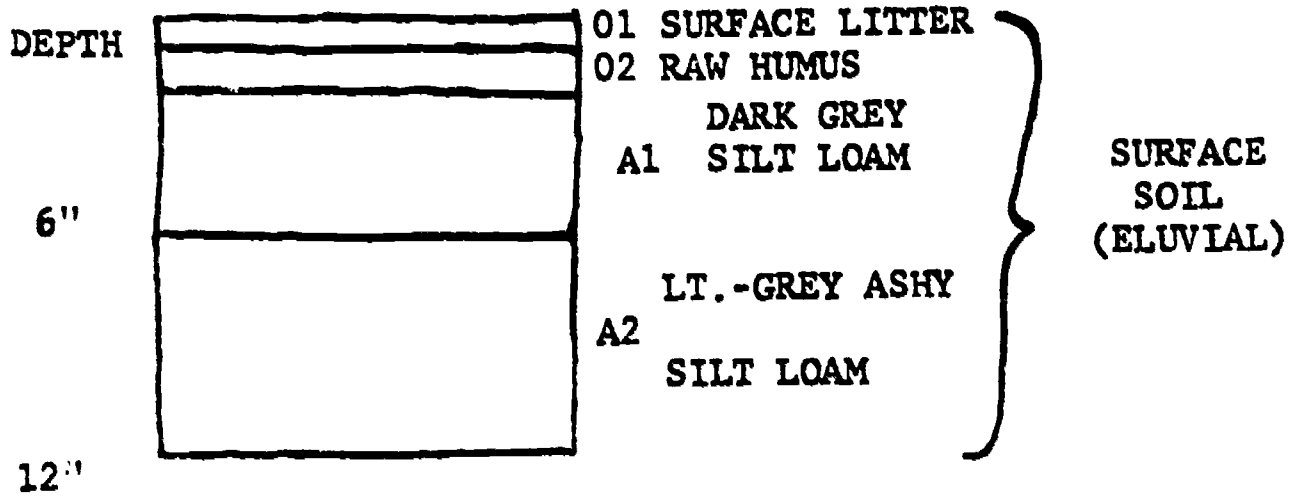 DEPTH
01 SURFACE LITTER
02 RAW HUMUS
DARK GREY
A1 SILT LOAM
6"
LT.-GREY ASHY
A2
SILT LOAM
12"
SURFACE
SOIL
(ELUVIAL)